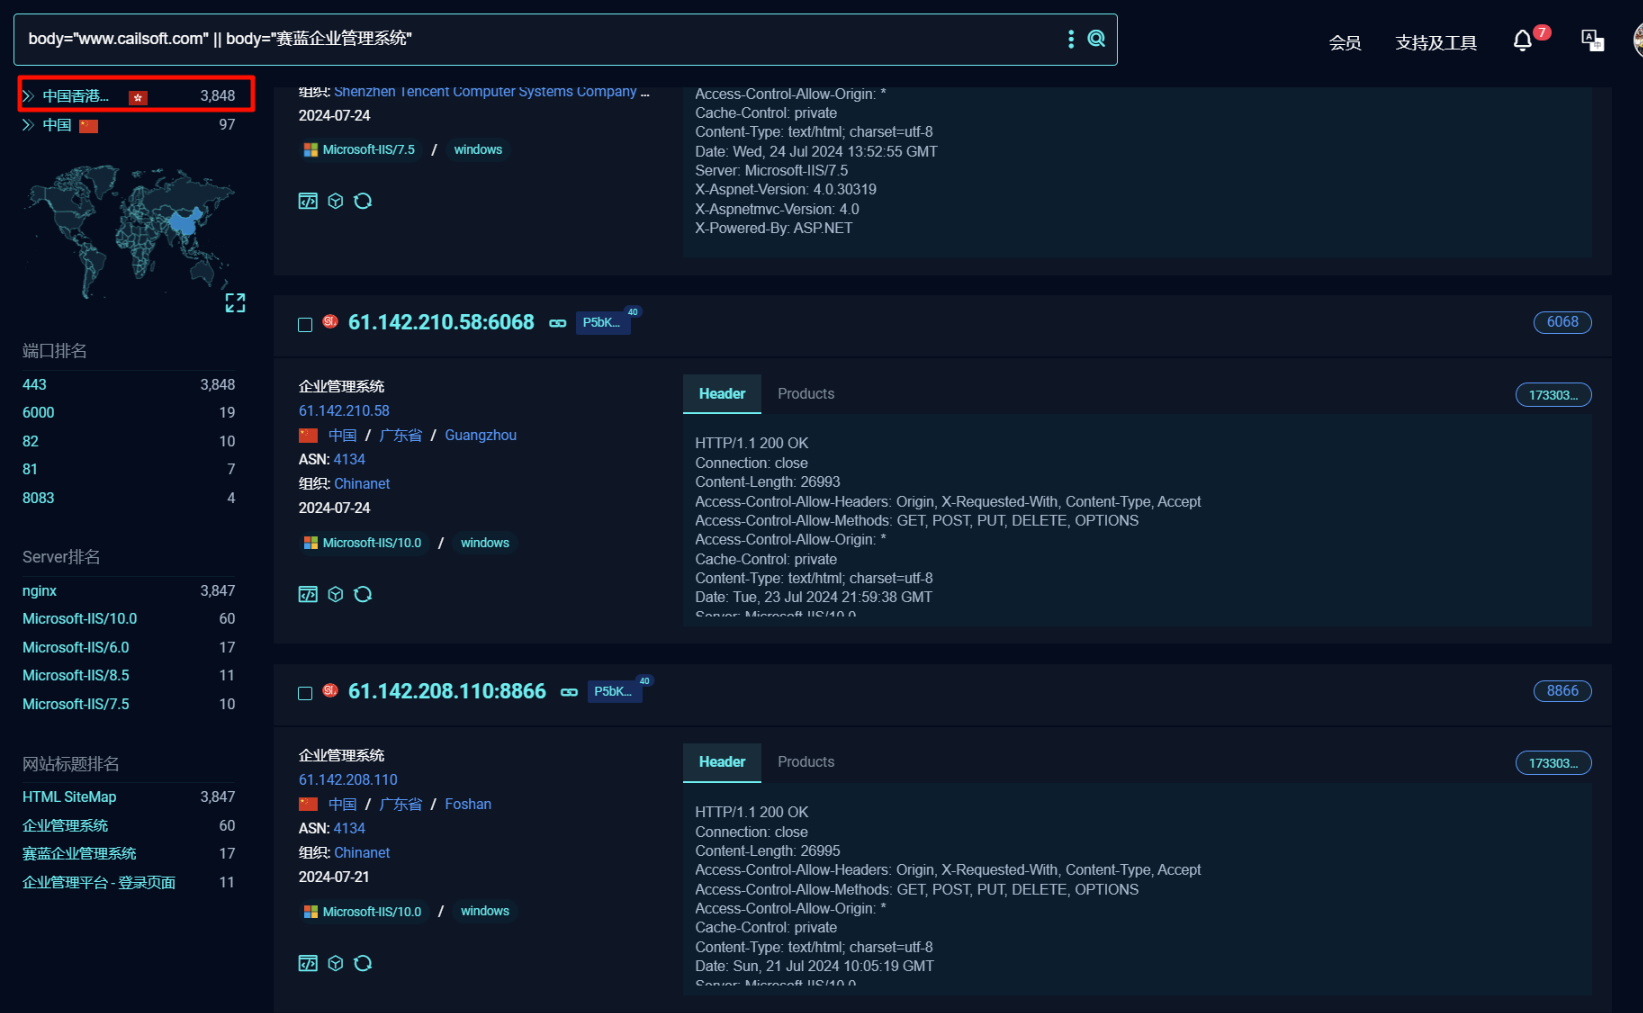 body="www.cailsoft.com" || body="赛蓝企业管理系统"
会员
支持及工具
7
中国香港... 3,848
中国 97
端口排名
443 3,848
6000 19
82 10
81 7
8083 4
Server排名
nginx 3,847
Microsoft-IIS/10.0 60
Microsoft-IIS/6.0 17
Microsoft-IIS/8.5 11
Microsoft-IIS/7.5 10
网站标题排名
HTML SiteMap 3,847
企业管理系统 60
赛蓝企业管理系统 17
企业管理平台 - 登录页面 11
组织: Shenzhen Tencent Computer Systems Company ...
2024-07-24
Microsoft-IIS/7.5 / windows
Access-Control-Allow-Origin: *
Cache-Control: private
Content-Type: text/html; charset=utf-8
Date: Wed, 24 Jul 2024 13:52:55 GMT
Server: Microsoft-IIS/7.5
X-Aspnet-Version: 4.0.30319
X-Aspnetmvc-Version: 4.0
X-Powered-By: ASP.NET
61.142.210.58:6068 P5bK... 40
6068
企业管理系统
61.142.210.58
中国 / 广东省 / Guangzhou
ASN: 4134
组织: Chinanet
2024-07-24
Microsoft-IIS/10.0 / windows
Header Products
173303...
HTTP/1.1 200 OK
Connection: close
Content-Length: 26993
Access-Control-Allow-Headers: Origin, X-Requested-With, Content-Type, Accept
Access-Control-Allow-Methods: GET, POST, PUT, DELETE, OPTIONS
Access-Control-Allow-Origin: *
Cache-Control: private
Content-Type: text/html; charset=utf-8
Date: Tue, 23 Jul 2024 21:59:38 GMT
Server: Microsoft-IIS/10.0
61.142.208.110:8866 P5bK... 40
8866
企业管理系统
61.142.208.110
中国 / 广东省 / Foshan
ASN: 4134
组织: Chinanet
2024-07-21
Microsoft-IIS/10.0 / windows
Header Products
173303...
HTTP/1.1 200 OK
Connection: close
Content-Length: 26995
Access-Control-Allow-Headers: Origin, X-Requested-With, Content-Type, Accept
Access-Control-Allow-Methods: GET, POST, PUT, DELETE, OPTIONS
Access-Control-Allow-Origin: *
Cache-Control: private
Content-Type: text/html; charset=utf-8
Date: Sun, 21 Jul 2024 10:05:19 GMT
Server: Microsoft-IIS/10.0